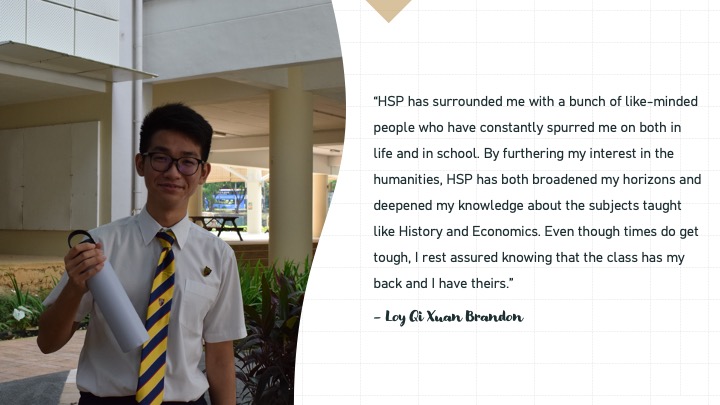 “HSP has surrounded me with a bunch of like-minded
people who have constantly spurred me on both in
life and in school. By furthering my interest in the
humanities, HSP has both broadened my horizons and
deepened my knowledge about the subjects taught
like History and Economics. Even though times do get
tough, I rest assured knowing that the class has my
back and I have theirs.”
– Loy Qi Xuan Brandon